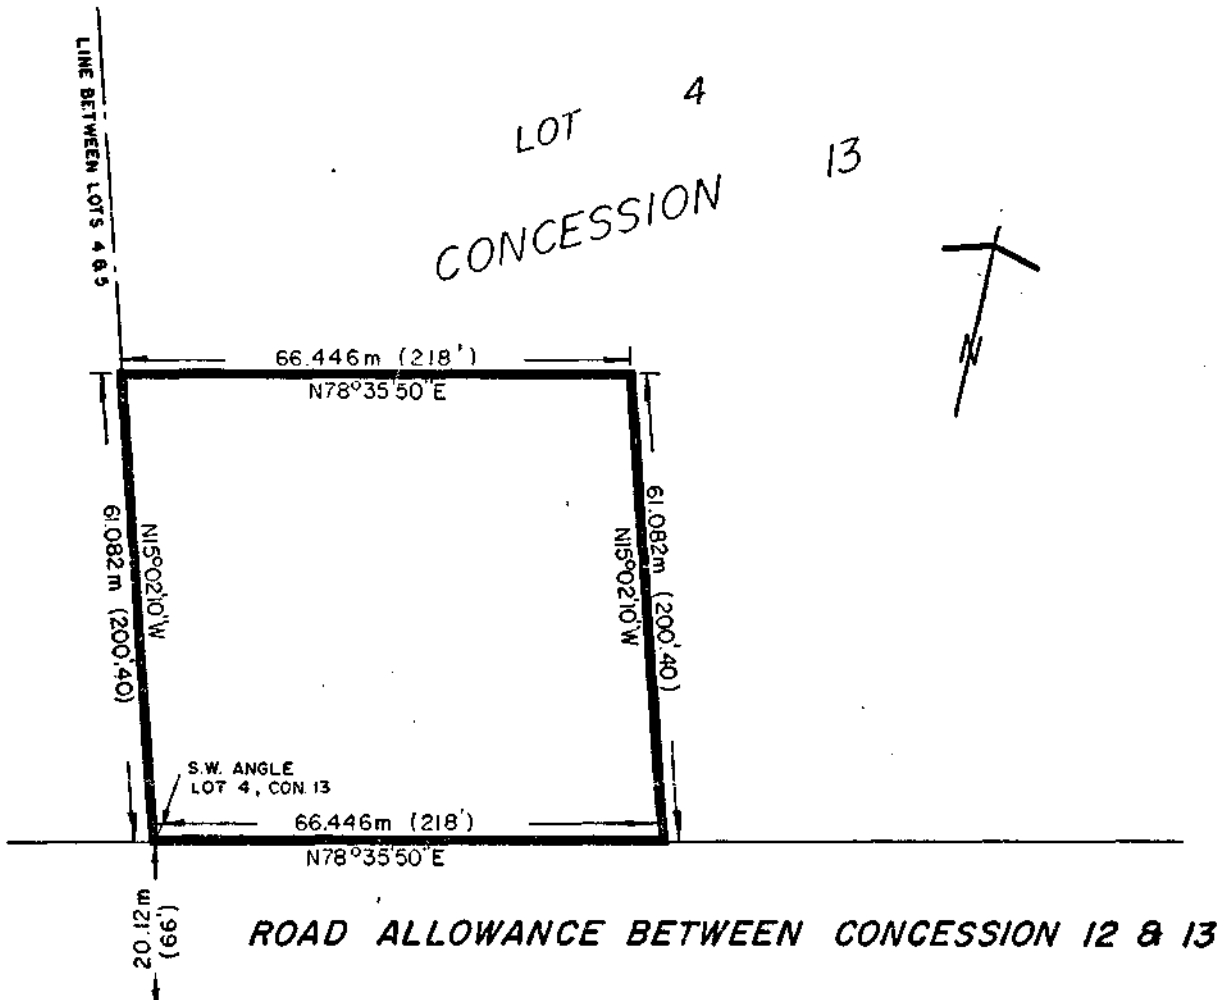 LINE BETWEEN LOTS 4 & 5
LOT 4
CONCESSION 13
N
66.446m (218')
N78°35'50"E
61.082m (200'.40)
N15°02'10"W
N15°02'10"W
61.082m (200'.40)
S.W. ANGLE
LOT 4, CON. 13
66.446m (218')
N78°35'50"E
20.12m
(66')
ROAD ALLOWANCE BETWEEN CONCESSION 12 & 13